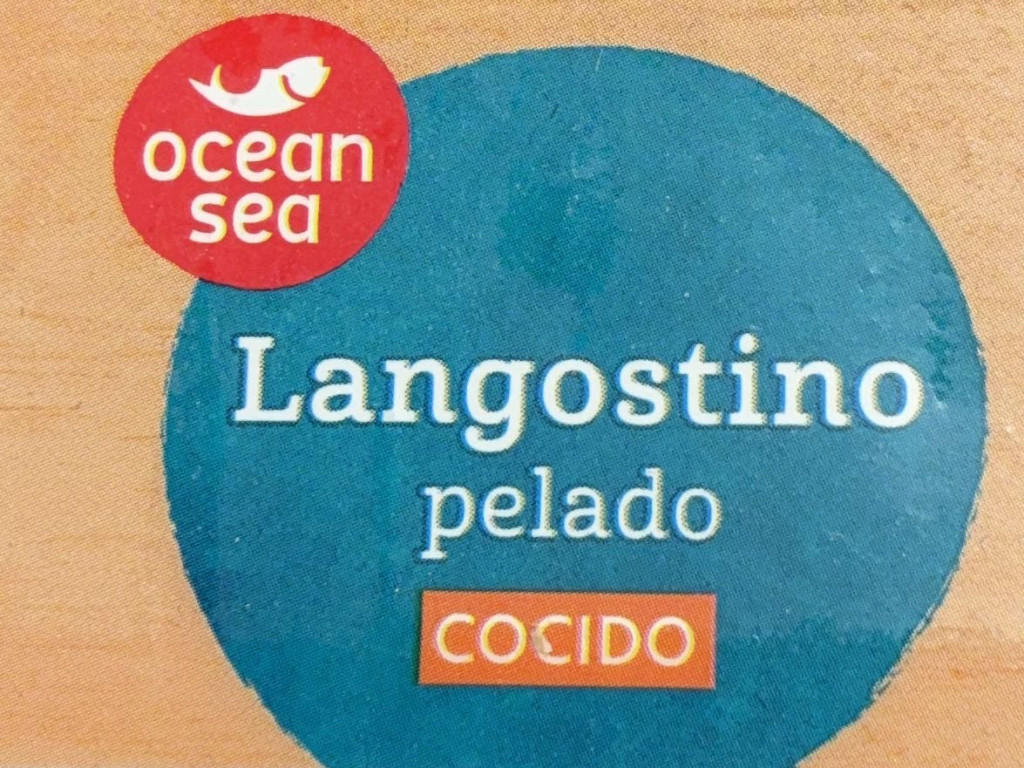 ocean
sea
Langostino
pelado
COCIDO